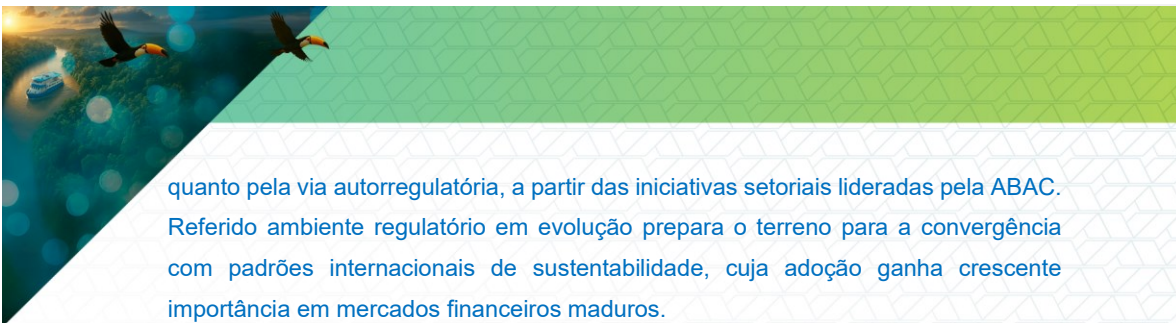 quanto pela via autorregulatória, a partir das iniciativas setoriais lideradas pela ABAC.
Referido ambiente regulatório em evolução prepara o terreno para a convergência
com padrões internacionais de sustentabilidade, cuja adoção ganha crescente
importância em mercados financeiros maduros.